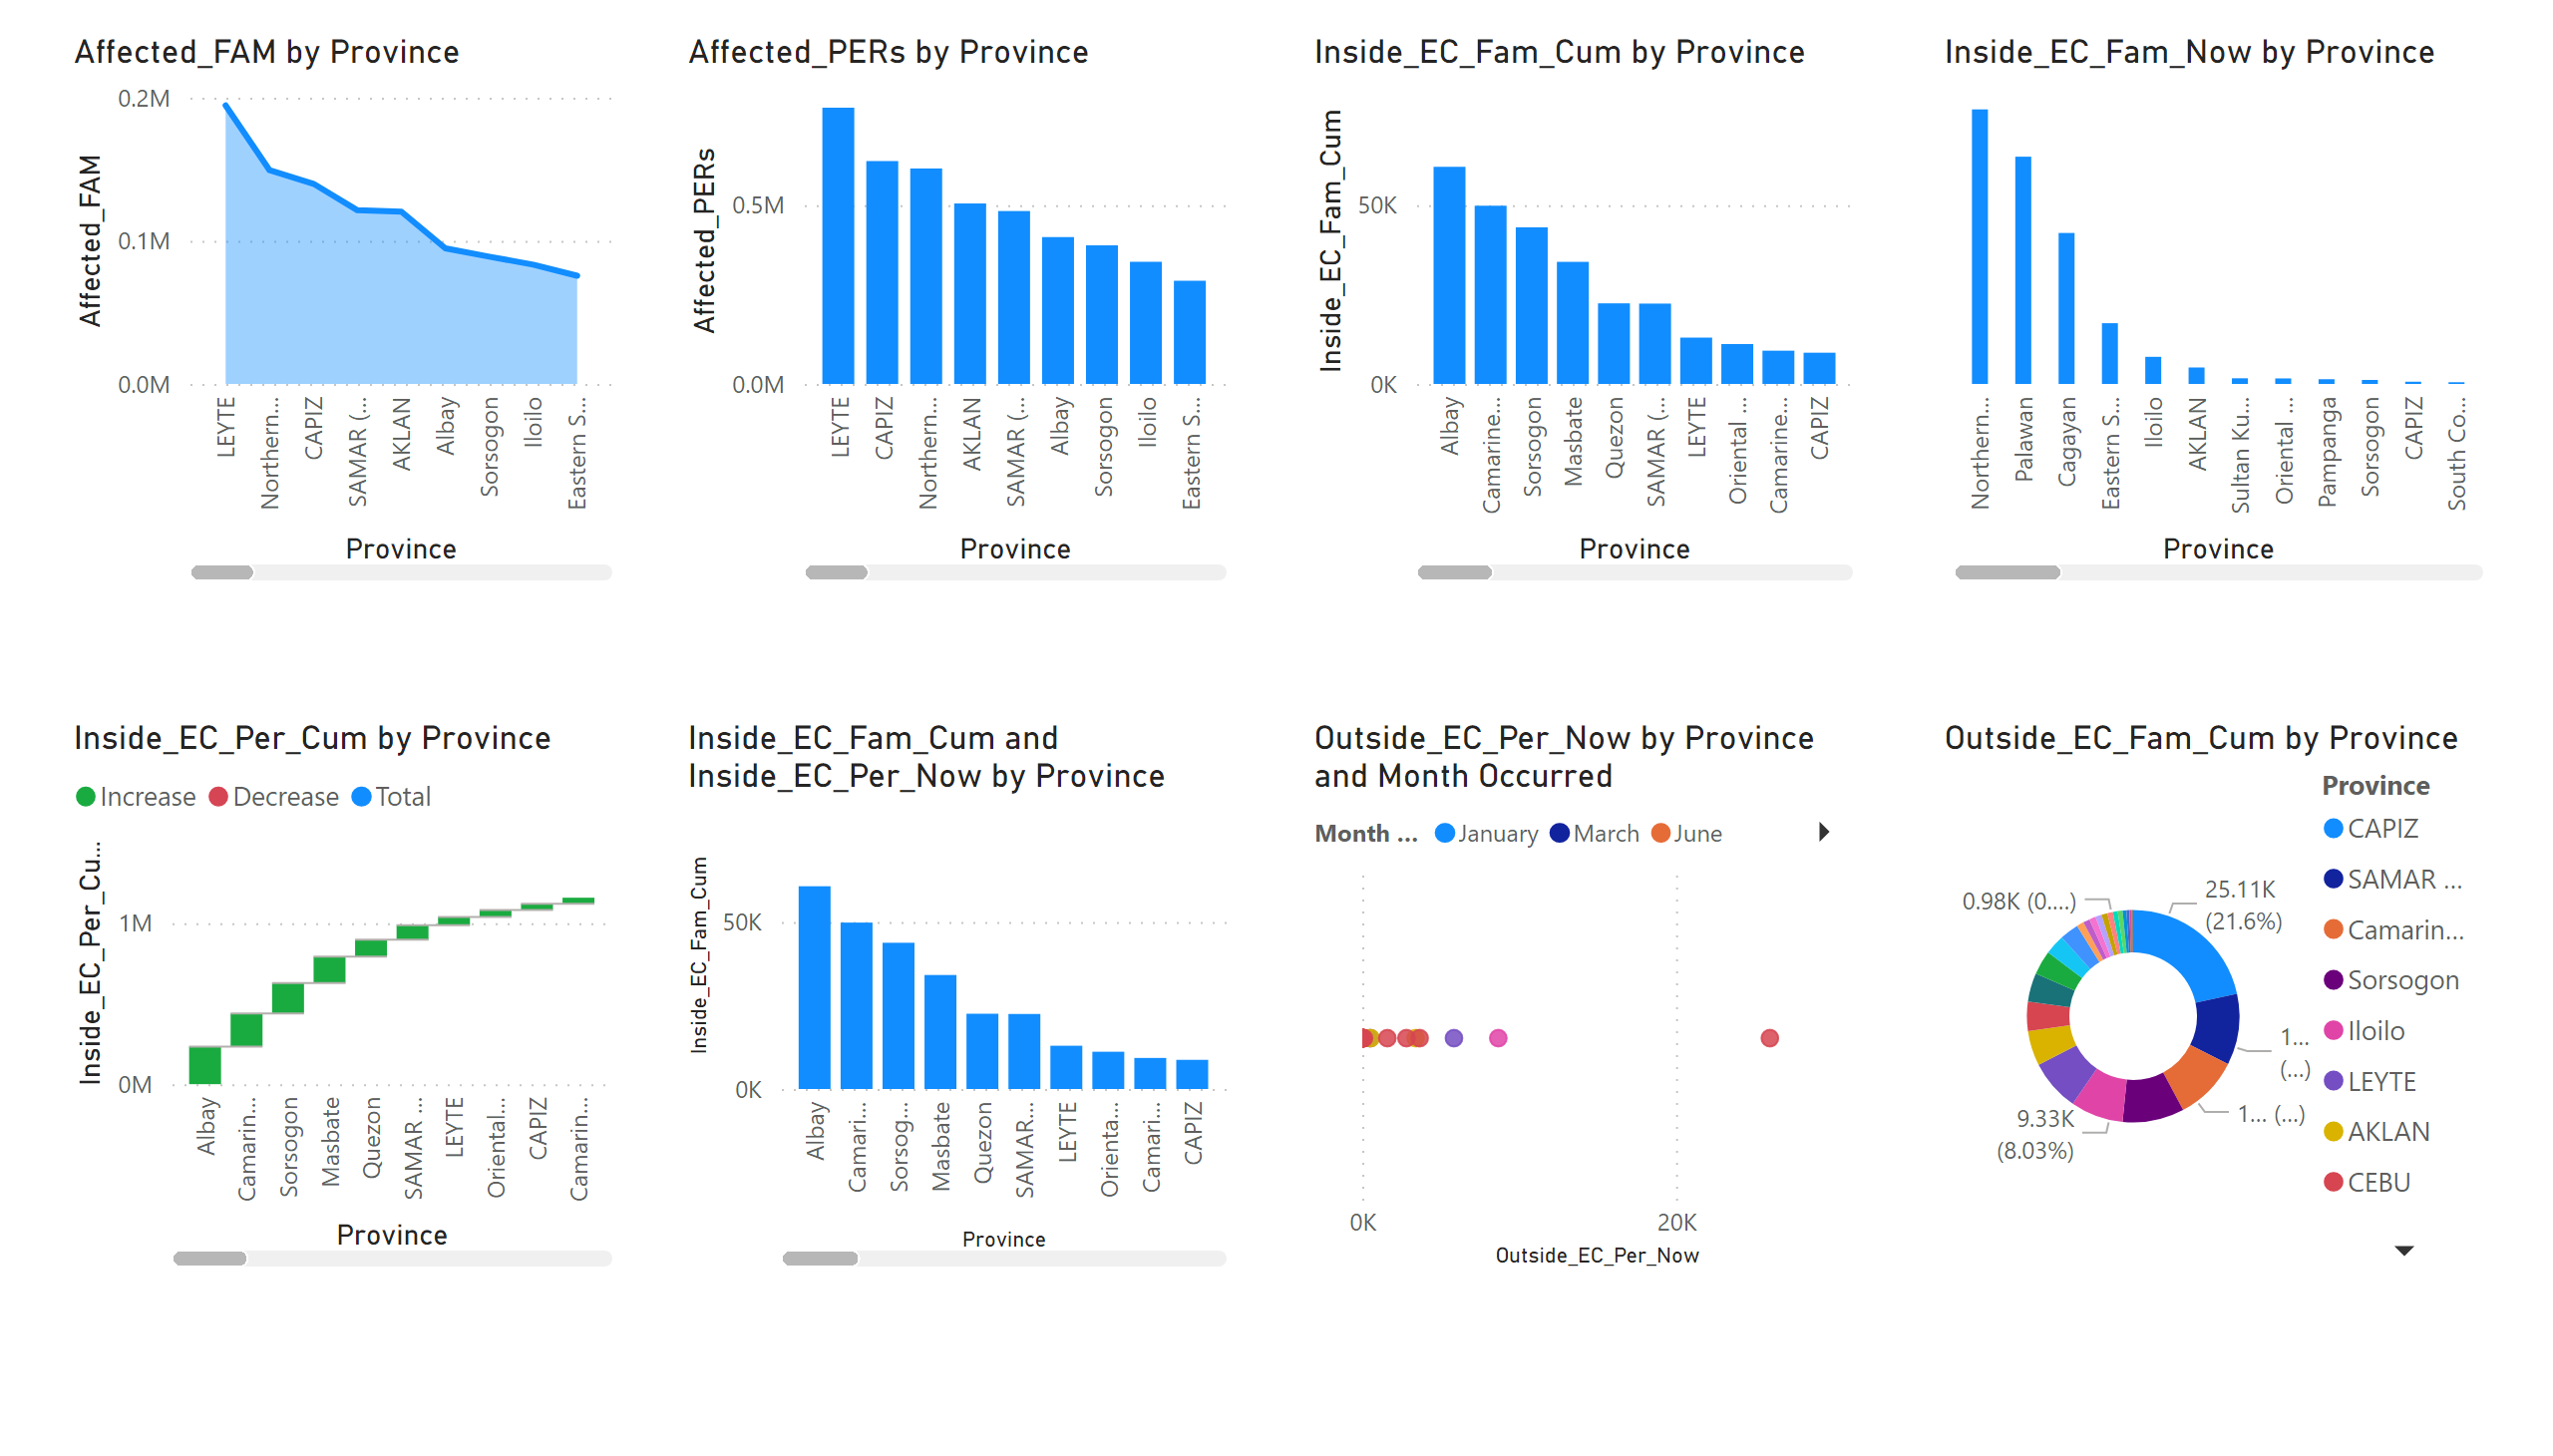 Affected_FAM by Province
Affected_FAM
0.2M
0.1M
0.0M
LEYTE
Northern...
CAPIZ
SAMAR (...
AKLAN
Albay
Sorsogon
Iloilo
Eastern S...
Province
Affected_PERs by Province
Affected_PERs
0.5M
0.0M
LEYTE
CAPIZ
Northern...
AKLAN
SAMAR (...
Albay
Sorsogon
Iloilo
Eastern S...
Province
Inside_EC_Fam_Cum by Province
Inside_EC_Fam_Cum
50K
0K
Albay
Camarine...
Sorsogon
Masbate
Quezon
SAMAR (...
LEYTE
Oriental ...
Camarine...
CAPIZ
Province
Inside_EC_Fam_Now by Province
Northern...
Palawan
Cagayan
Eastern S...
Iloilo
AKLAN
Sultan Ku...
Oriental ...
Pampanga
Sorsogon
CAPIZ
South Co...
Province
Inside_EC_Per_Cum by Province
Increase
Decrease
Total
Inside_EC_Per_Cu...
1M
0M
Albay
Camarin...
Sorsogon
Masbate
Quezon
SAMAR ...
LEYTE
Oriental...
CAPIZ
Camarin...
Province
Inside_EC_Fam_Cum and
Inside_EC_Per_Now by Province
Inside_EC_Fam_Cum
50K
0K
Albay
Camari...
Sorsog...
Masbate
Quezon
SAMAR...
LEYTE
Orienta...
Camari...
CAPIZ
Province
Outside_EC_Per_Now by Province
and Month Occurred
Month ...
January
March
June
0K
20K
Outside_EC_Per_Now
Outside_EC_Fam_Cum by Province
0.98K (0....)
25.11K
(21.6%)
1...
(...)
1... (...)
9.33K
(8.03%)
Province
CAPIZ
SAMAR ...
Camarin...
Sorsogon
Iloilo
LEYTE
AKLAN
CEBU